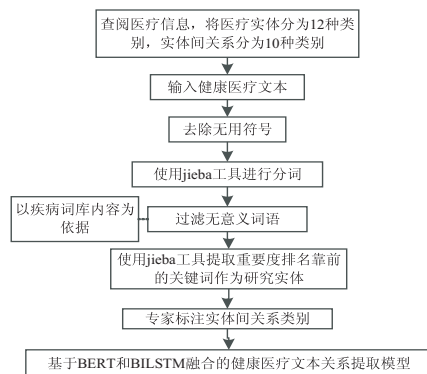 查阅医疗信息，将医疗实体分为12种类
别，实体间关系分为10种类别
输入健康医疗文本
去除无用符号
使用jieba工具进行分词
以疾病词库内容为
依据
过滤无意义词语
使用jieba工具提取重要度排名靠前
的关键词作为研究实体
专家标注实体间关系类别
基于BERT和BILSTM融合的健康医疗文本关系提取模型